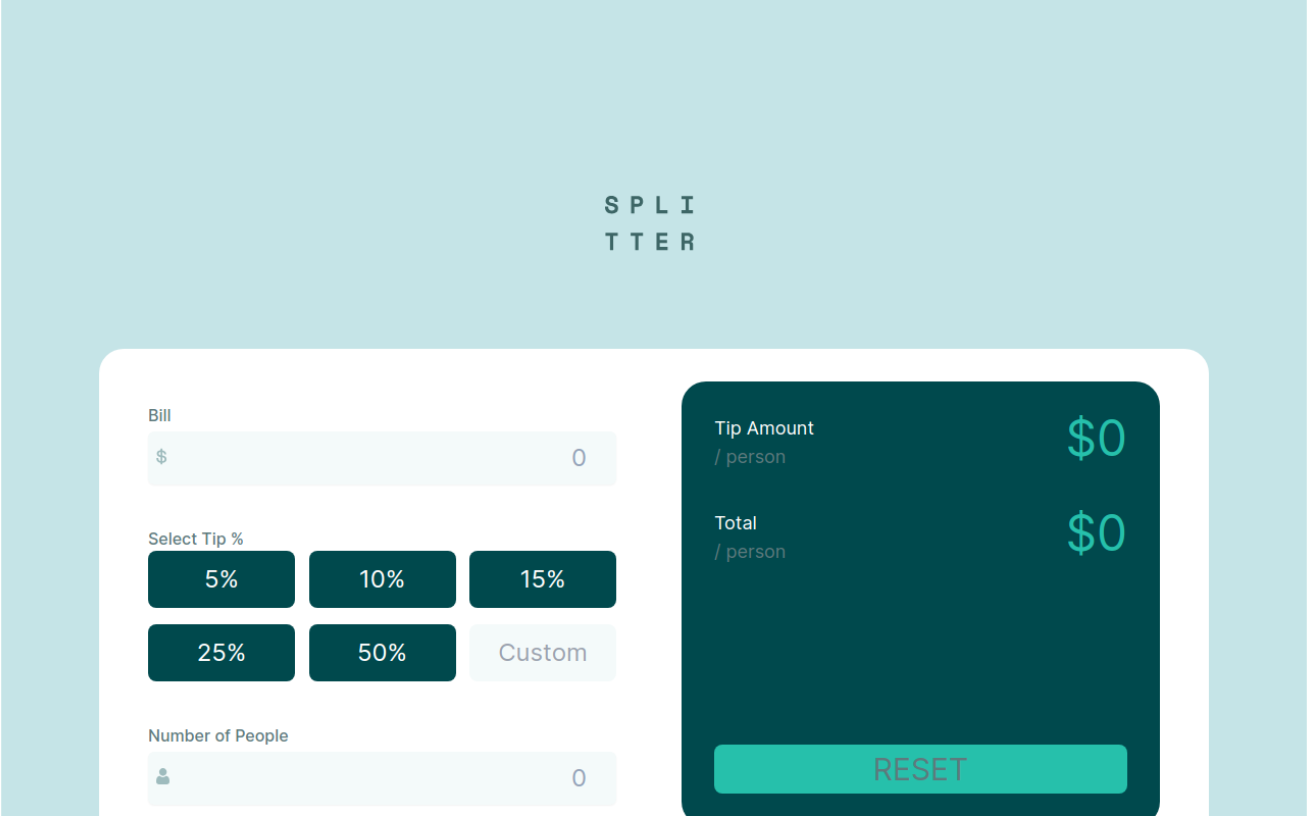 SPLI
TTER
Bill
$ 0
Select Tip %
5% 10% 15%
25% 50% Custom
Number of People
0
Tip Amount $0
/ person
Total $0
/ person
RESET